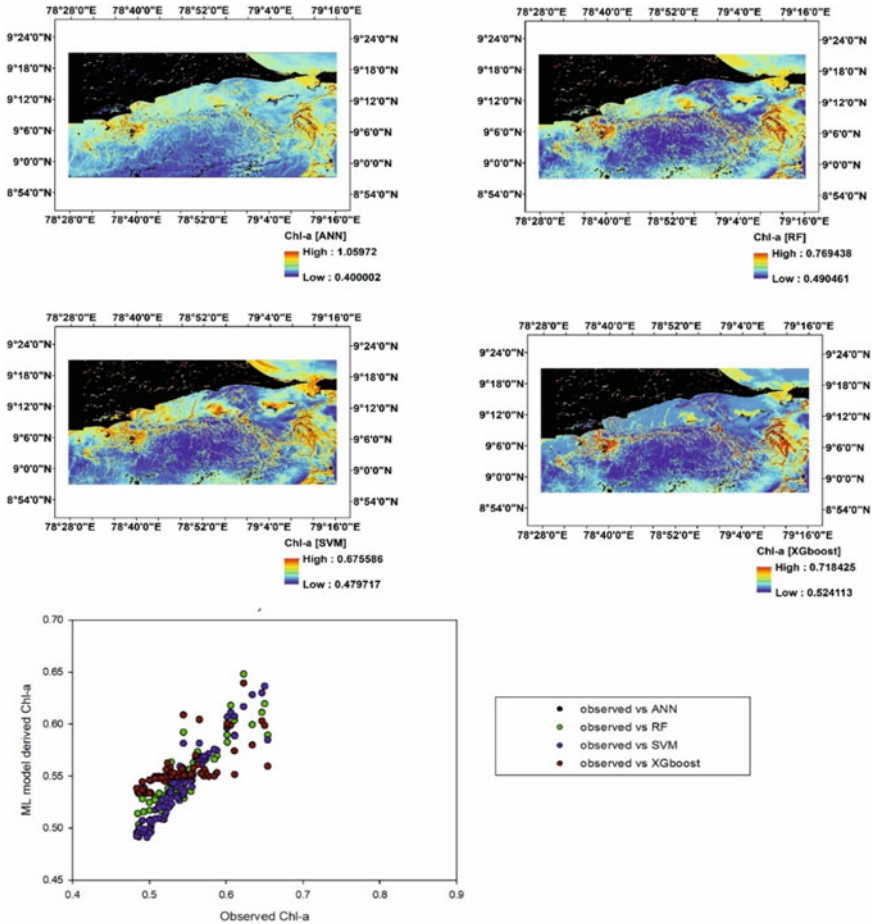 78°28'0"E 78°40'0"E 78°52'0"E 79°4'0"E 79°16'0"E
9°24'0"N 9°24'0"N
9°18'0"N 9°18'0"N
9°12'0"N 9°12'0"N
9°6'0"N 9°6'0"N
9°0'0"N 9°0'0"N
8°54'0"N 8°54'0"N
78°28'0"E 78°40'0"E 78°52'0"E 79°4'0"E 79°16'0"E
Chl-a [ANN]
High : 1.05972
Low : 0.400002
78°28'0"E 78°40'0"E 78°52'0"E 79°4'0"E 79°16'0"E
9°24'0"N 9°24'0"N
9°18'0"N 9°18'0"N
9°12'0"N 9°12'0"N
9°6'0"N 9°6'0"N
9°0'0"N 9°0'0"N
8°54'0"N 8°54'0"N
78°28'0"E 78°40'0"E 78°52'0"E 79°4'0"E 79°16'0"E
Chl-a [RF]
High : 0.769438
Low : 0.490461
78°28'0"E 78°40'0"E 78°52'0"E 79°4'0"E 79°16'0"E
9°24'0"N 9°24'0"N
9°18'0"N 9°18'0"N
9°12'0"N 9°12'0"N
9°6'0"N 9°6'0"N
9°0'0"N 9°0'0"N
8°54'0"N 8°54'0"N
78°28'0"E 78°40'0"E 78°52'0"E 79°4'0"E 79°16'0"E
Chl-a [SVM]
High : 0.675586
Low : 0.479717
78°28'0"E 78°40'0"E 78°52'0"E 79°4'0"E 79°16'0"E
9°24'0"N 9°24'0"N
9°18'0"N 9°18'0"N
9°12'0"N 9°12'0"N
9°6'0"N 9°6'0"N
9°0'0"N 9°0'0"N
8°54'0"N 8°54'0"N
78°28'0"E 78°40'0"E 78°52'0"E 79°4'0"E 79°16'0"E
Chl-a [XGboost]
High : 0.718425
Low : 0.524113
ML model derived Chl-a
0.70
0.65
0.60
0.55
0.50
0.45
0.4 0.5 0.6 0.7 0.8 0.9
Observed Chl-a
observed vs ANN
observed vs RF
observed vs SVM
observed vs XGboost